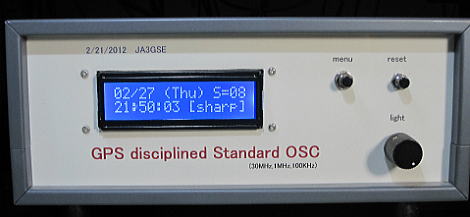 2/21/2012 JA3GSE
menu
reset
02/27 (Thu) S=08
21:50:03 [sharp]
light
GPS disciplined Standard OSC
(30MHz,1MHz,100KHz)